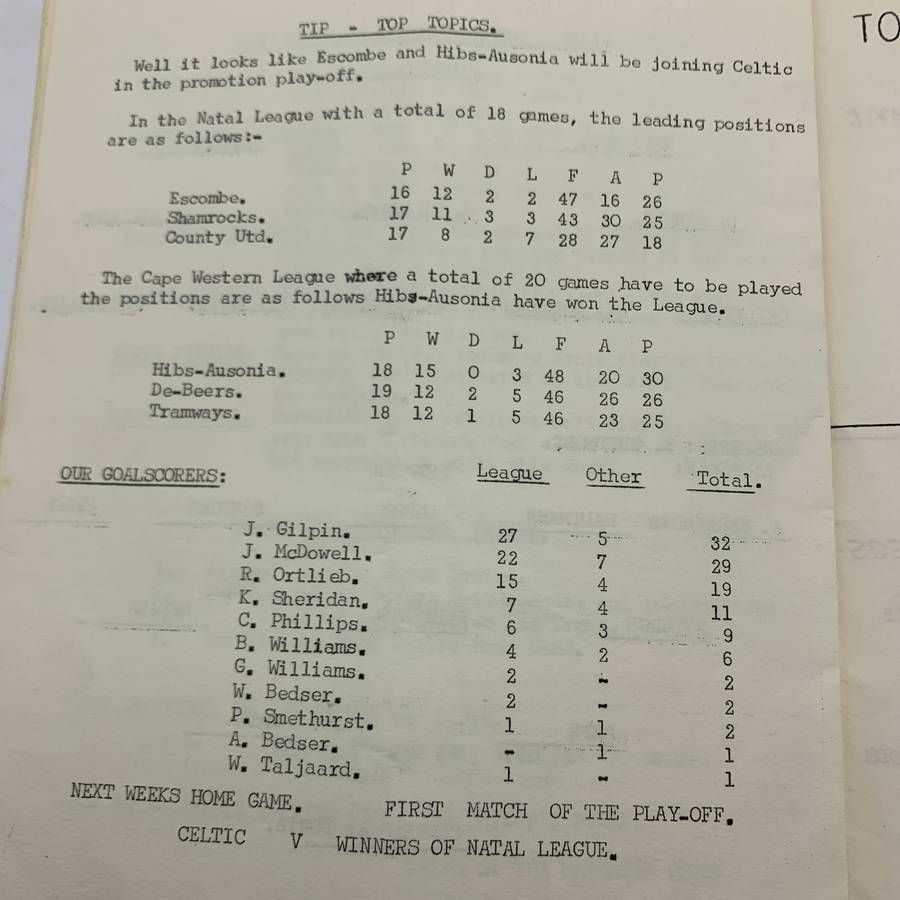 TIP - TOP TOPICS.
Well it looks like Escombe and Hibs-Ausonia will be joining Celtic
in the promotion play-off.
In the Natal League with a total of 18 games, the leading positions
are as follows:-
P W D L F A P
Escombe. 16 12 2 2 47 16 26
Shamrocks. 17 11 3 3 43 30 25
County Utd. 17 8 2 7 28 27 18
The Cape Western League where a total of 20 games have to be played
the positions are as follows Hibs-Ausonia have won the League.
P W D L F A P
Hibs-Ausonia. 18 15 0 3 48 20 30
De-Beers. 19 12 2 5 46 26 26
Tramways. 18 12 1 5 46 23 25
OUR GOALSCORERS: League Other Total.
J. Gilpin. 27 5 32
J. McDowell. 22 7 29
R. Ortlieb. 15 4 19
K. Sheridan. 7 4 11
C. Phillips. 6 3 9
B. Williams. 4 2 6
G. Williams. 2 - 2
W. Bedser. 2 - 2
P. Smethurst. 1 1 2
A. Bedser. - 1 1
W. Taljaard. 1 - 1
NEXT WEEKS HOME GAME. FIRST MATCH OF THE PLAY-OFF.
CELTIC V WINNERS OF NATAL LEAGUE.
TO